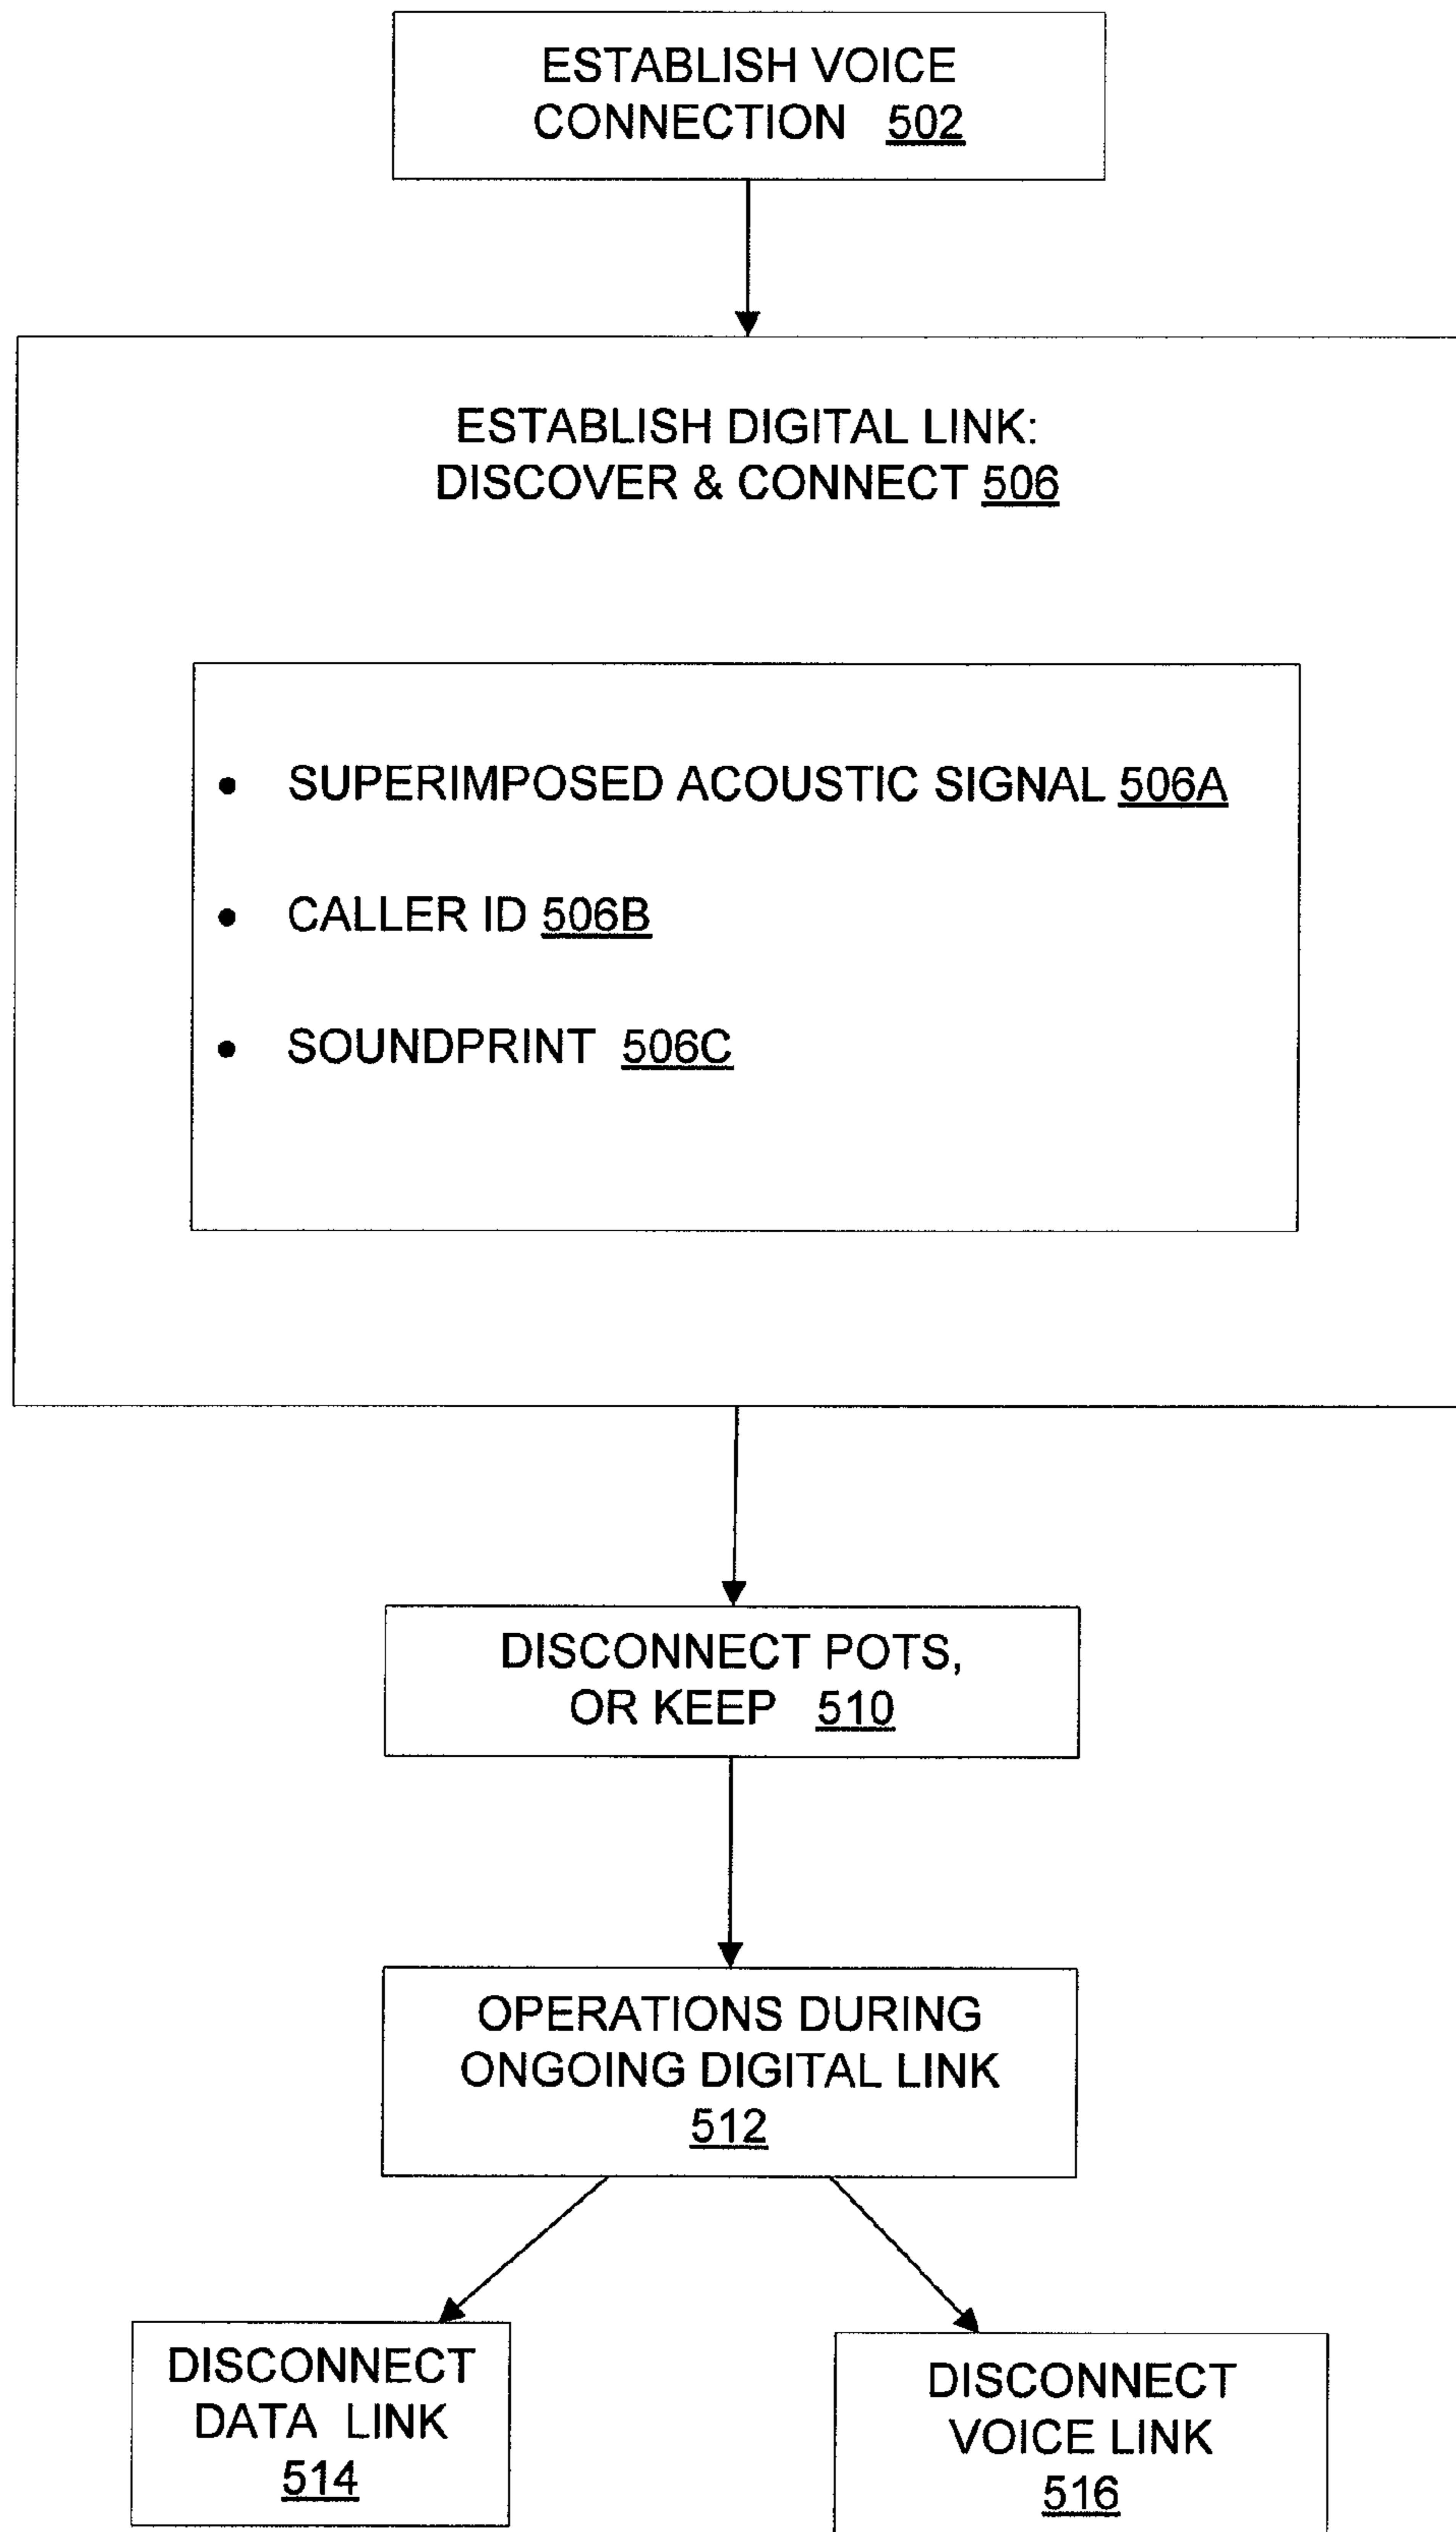 ESTABLISH VOICE
CONNECTION 502
ESTABLISH DIGITAL LINK:
DISCOVER & CONNECT 506
• SUPERIMPOSED ACOUSTIC SIGNAL 506A
• CALLER ID 506B
• SOUNDPRINT 506C
DISCONNECT POTS,
OR KEEP 510
OPERATIONS DURING
ONGOING DIGITAL LINK
512
DISCONNECT
DATA LINK
514
DISCONNECT
VOICE LINK
516